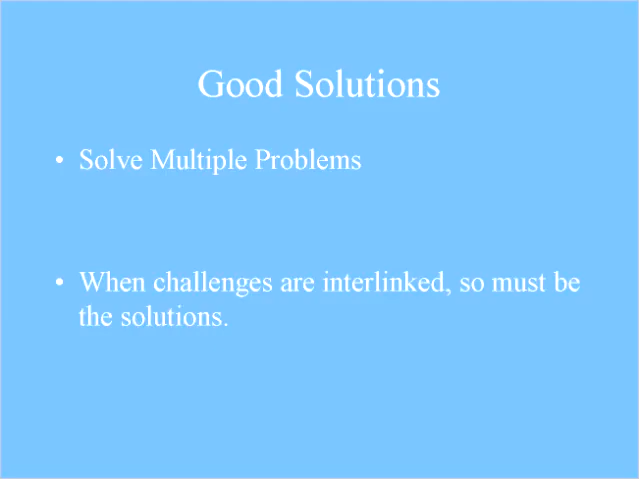 Good Solutions
• Solve Multiple Problems
• When challenges are interlinked, so must be
the solutions.